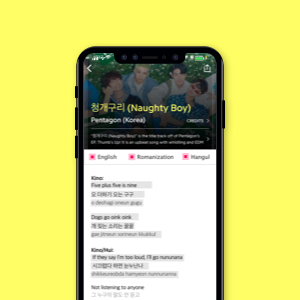 청개구리 (Naughty Boy)
Pentagon (Korea)
CREDITS
"청개구리 (Naughty Boy)" is the title track off of Pentagon's
EP, Thumb's Up! It is an upbeat song with whistling and EDM
English
Romanization
Hangul
Kino:
Five plus five is nine
오 더하기 오는 구구
o deohagi oneun gugu
Dogs go oink oink
개 짖는 소리는 꿀꿀
gae jitneun sorineun kkulkkul
Kino/Hui:
If they say I'm too loud, I'll go nununana
시끄럽다 하면 눈누난나
shikkeureobda hamyeon nunnunanna
Not listening to anyone
그 누구의 말도 안 듣고